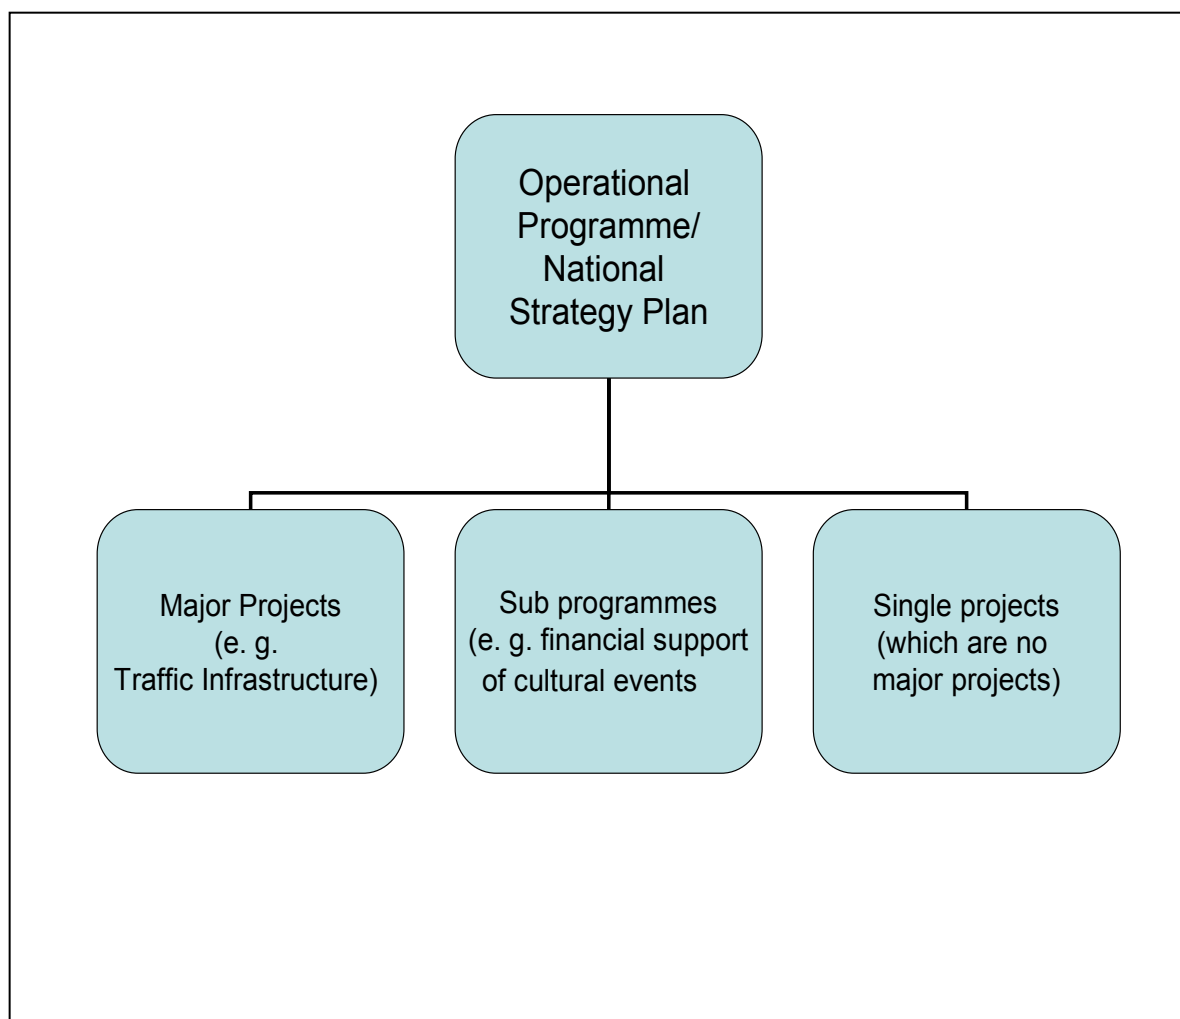 Operational
Programme/
National
Strategy Plan
Major Projects
(e. g.
Traffic Infrastructure)
Sub programmes
(e. g. financial support
of cultural events
Single projects
(which are no
major projects)